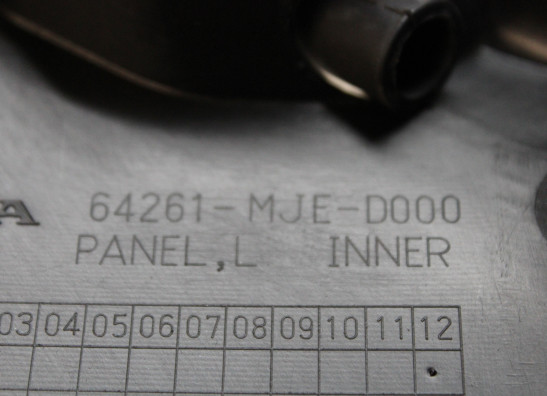 A 64261-MJE-D000
PANEL,L INNER
03 04 05 06 07 08 09 10 11 12